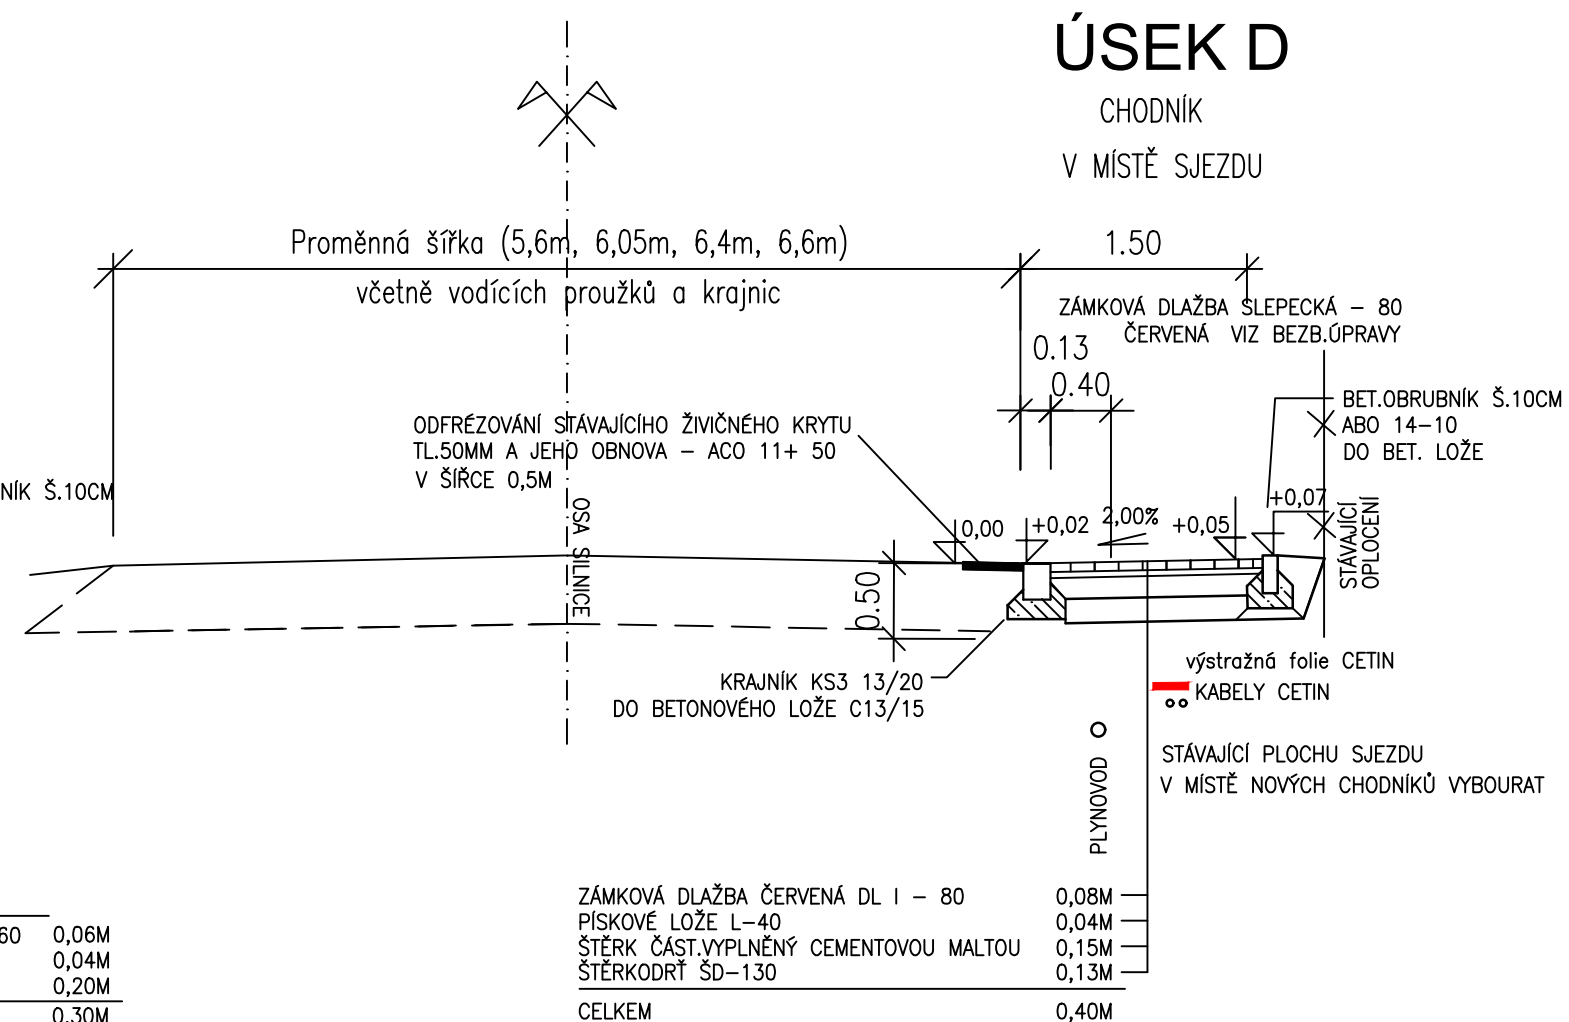 ÚSEK D
CHODNÍK
V MÍSTĚ SJEZDU
Proměnná šířka (5,6m, 6,05m, 6,4m, 6,6m)
včetně vodících proužků a krajnic
1.50
ZÁMKOVÁ DLAŽBA SLEPECKÁ – 80
ČERVENÁ VIZ BEZB.ÚPRAVY
0.13
0.40
BET.OBRUBNÍK Š.10CM
ABO 14–10
DO BET. LOŽE
ODFRÉZOVÁNÍ STÁVAJÍCÍHO ŽIVIČNÉHO KRYTU
TL.50MM A JEHO OBNOVA – ACO 11+ 50
V ŠÍŘCE 0,5M
NÍK Š.10CM
OSA SILNICE
0,00
+0,02
2,00%
+0,05
+0,07
STÁVAJÍCÍ
OPLOCENÍ
0.50
KRAJNÍK KS3 13/20
DO BETONOVÉHO LOŽE C13/15
výstražná folie CETIN
KABELY CETIN
PLYNOVOD
STÁVAJÍCÍ PLOCHU SJEZDU
V MÍSTĚ NOVÝCH CHODNÍKŮ VYBOURAT
ZÁMKOVÁ DLAŽBA ČERVENÁ DL I – 80 0,08M
PÍSKOVÉ LOŽE L–40 0,04M
ŠTĚRK ČÁST.VYPLNĚNÝ CEMENTOVOU MALTOU 0,15M
ŠTĚRKODRŤ ŠD–130 0,13M
CELKEM 0,40M
60 0,06M
0,04M
0,20M
0,30M